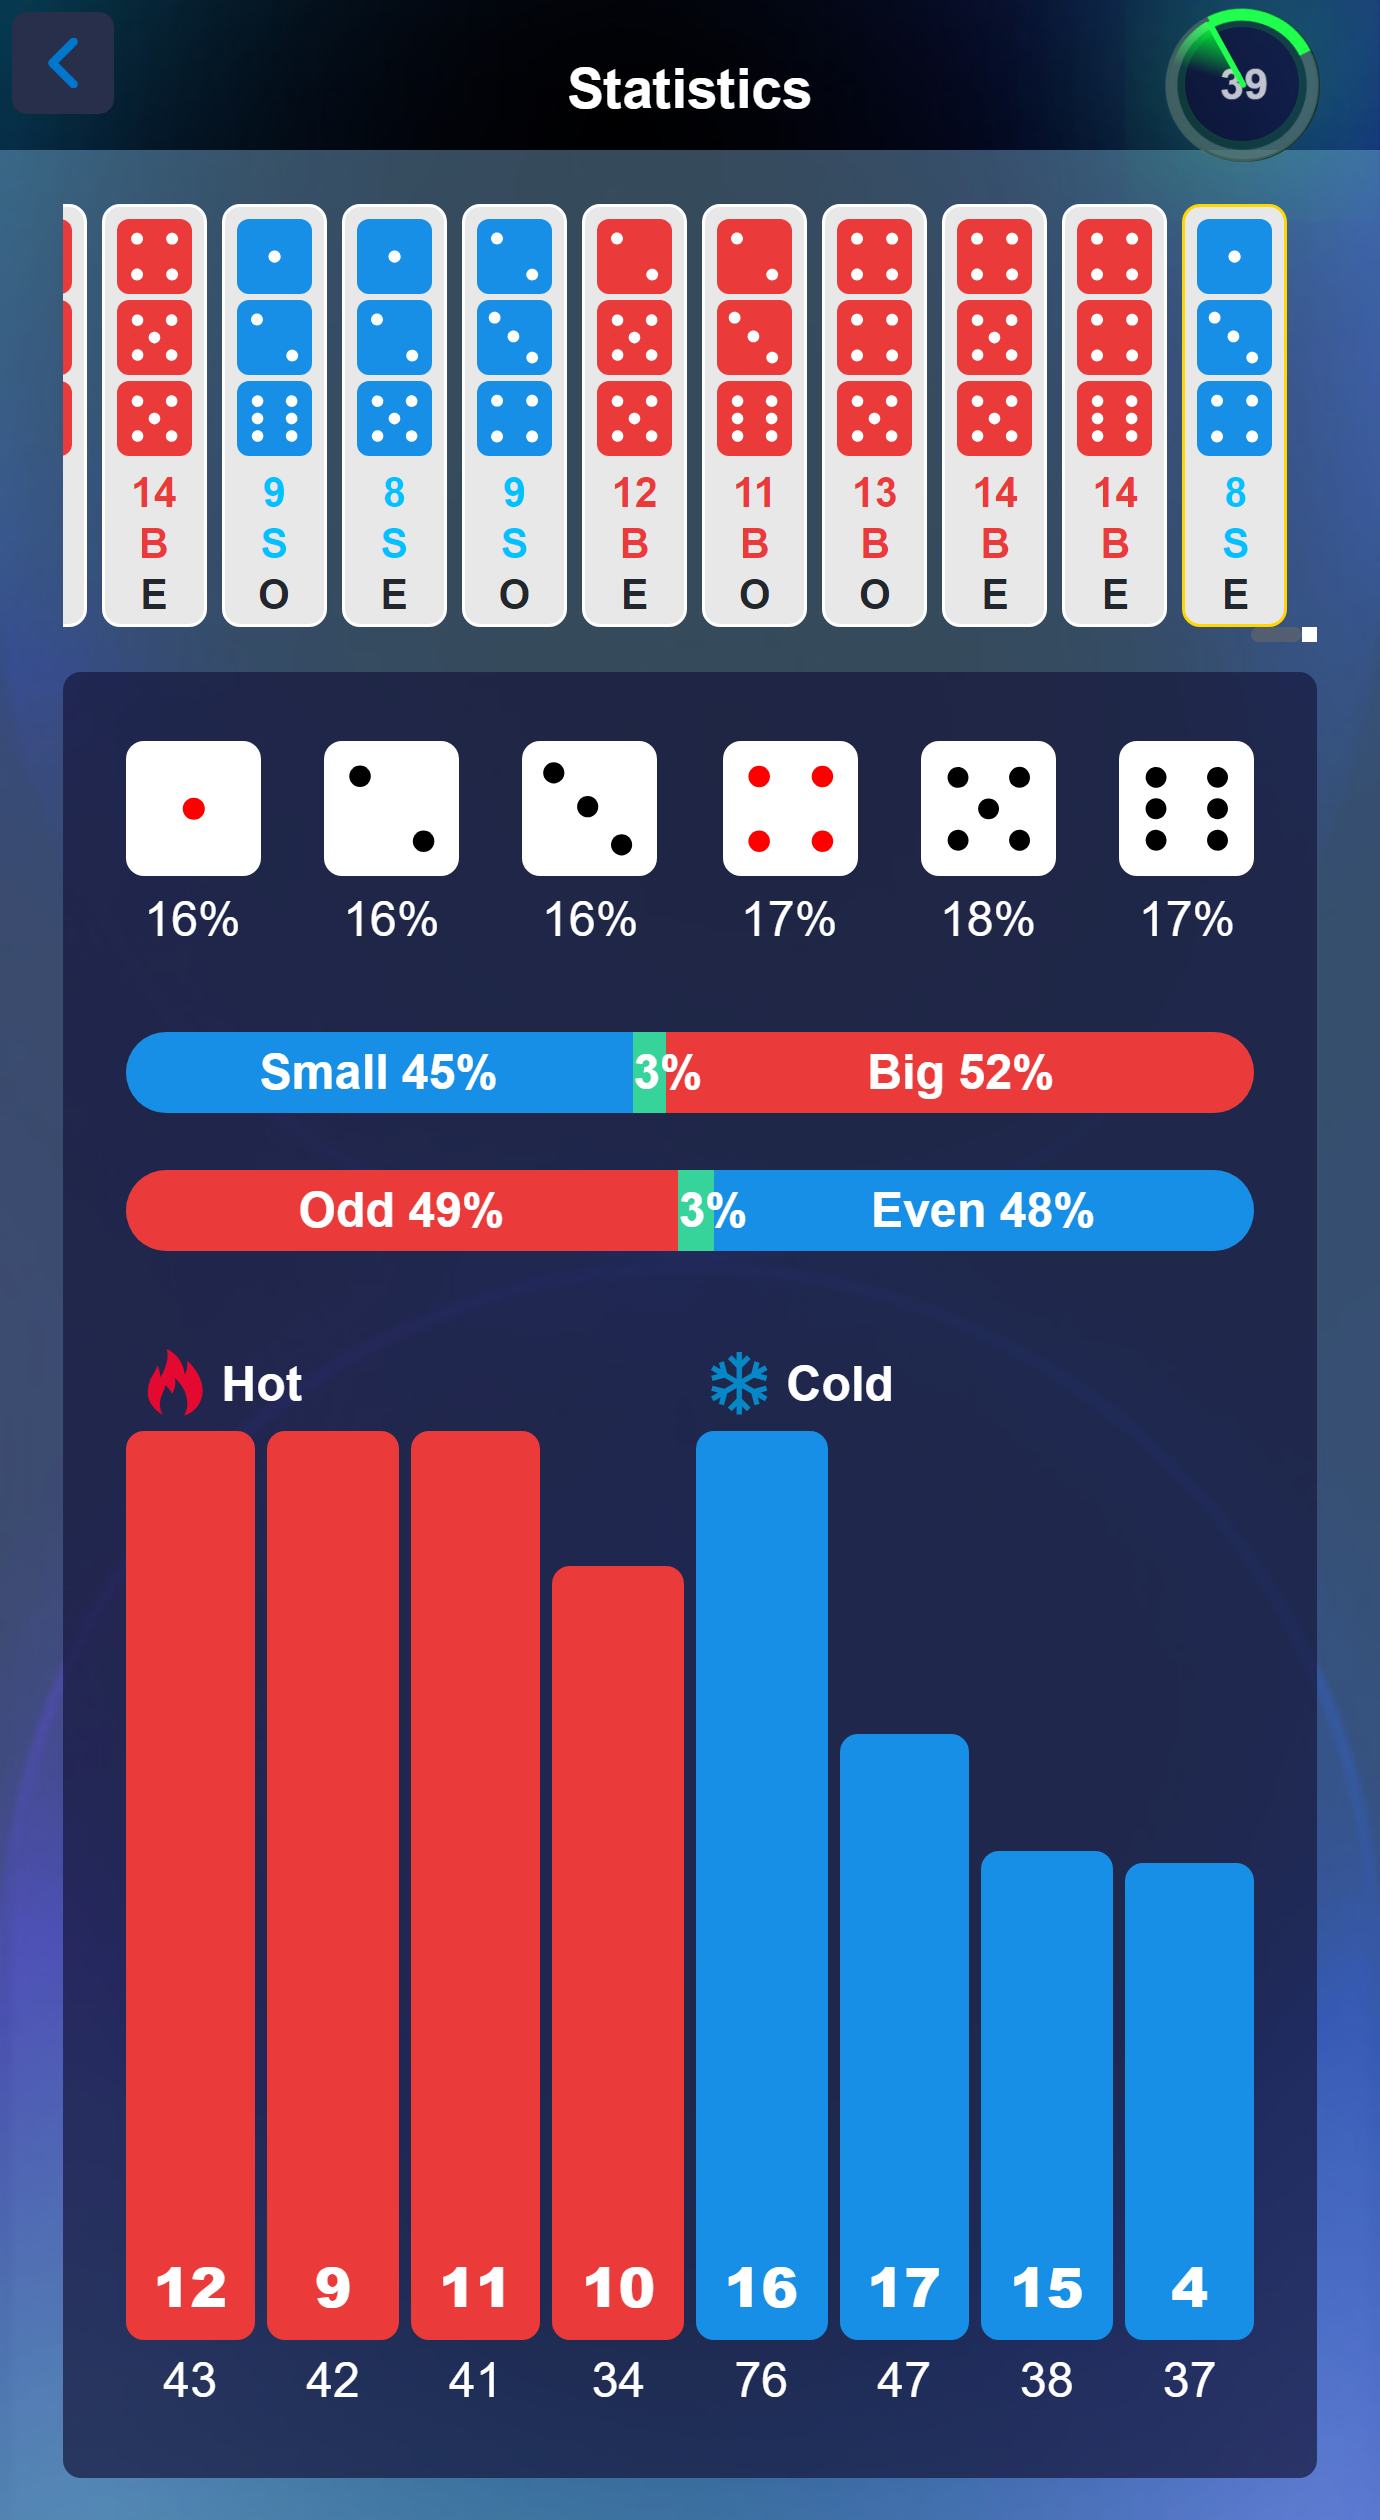 Statistics
39
14 9 8 9 12 11 13 14 14 8
B S S S B B B B B S
E O E O E O O E E E
16% 16% 16% 17% 18% 17%
Small 45% 3% Big 52%
Odd 49% 3% Even 48%
Hot Cold
12 9 11 10 16 17 15 4
43 42 41 34 76 47 38 37